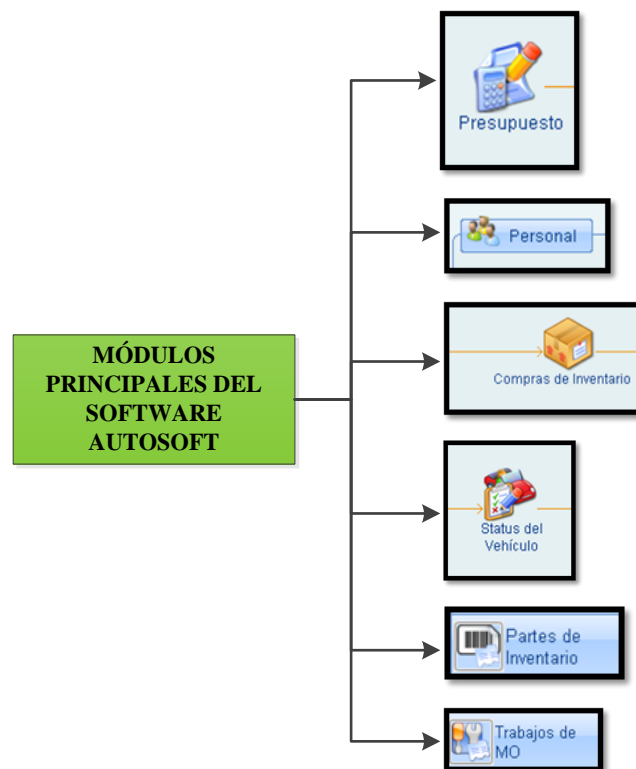 Presupuesto
Personal
Compras de Inventario
MÓDULOS
PRINCIPALES DEL
SOFTWARE
AUTOSOFT
Status del
Vehículo
Partes de
Inventario
Trabajos de
MO